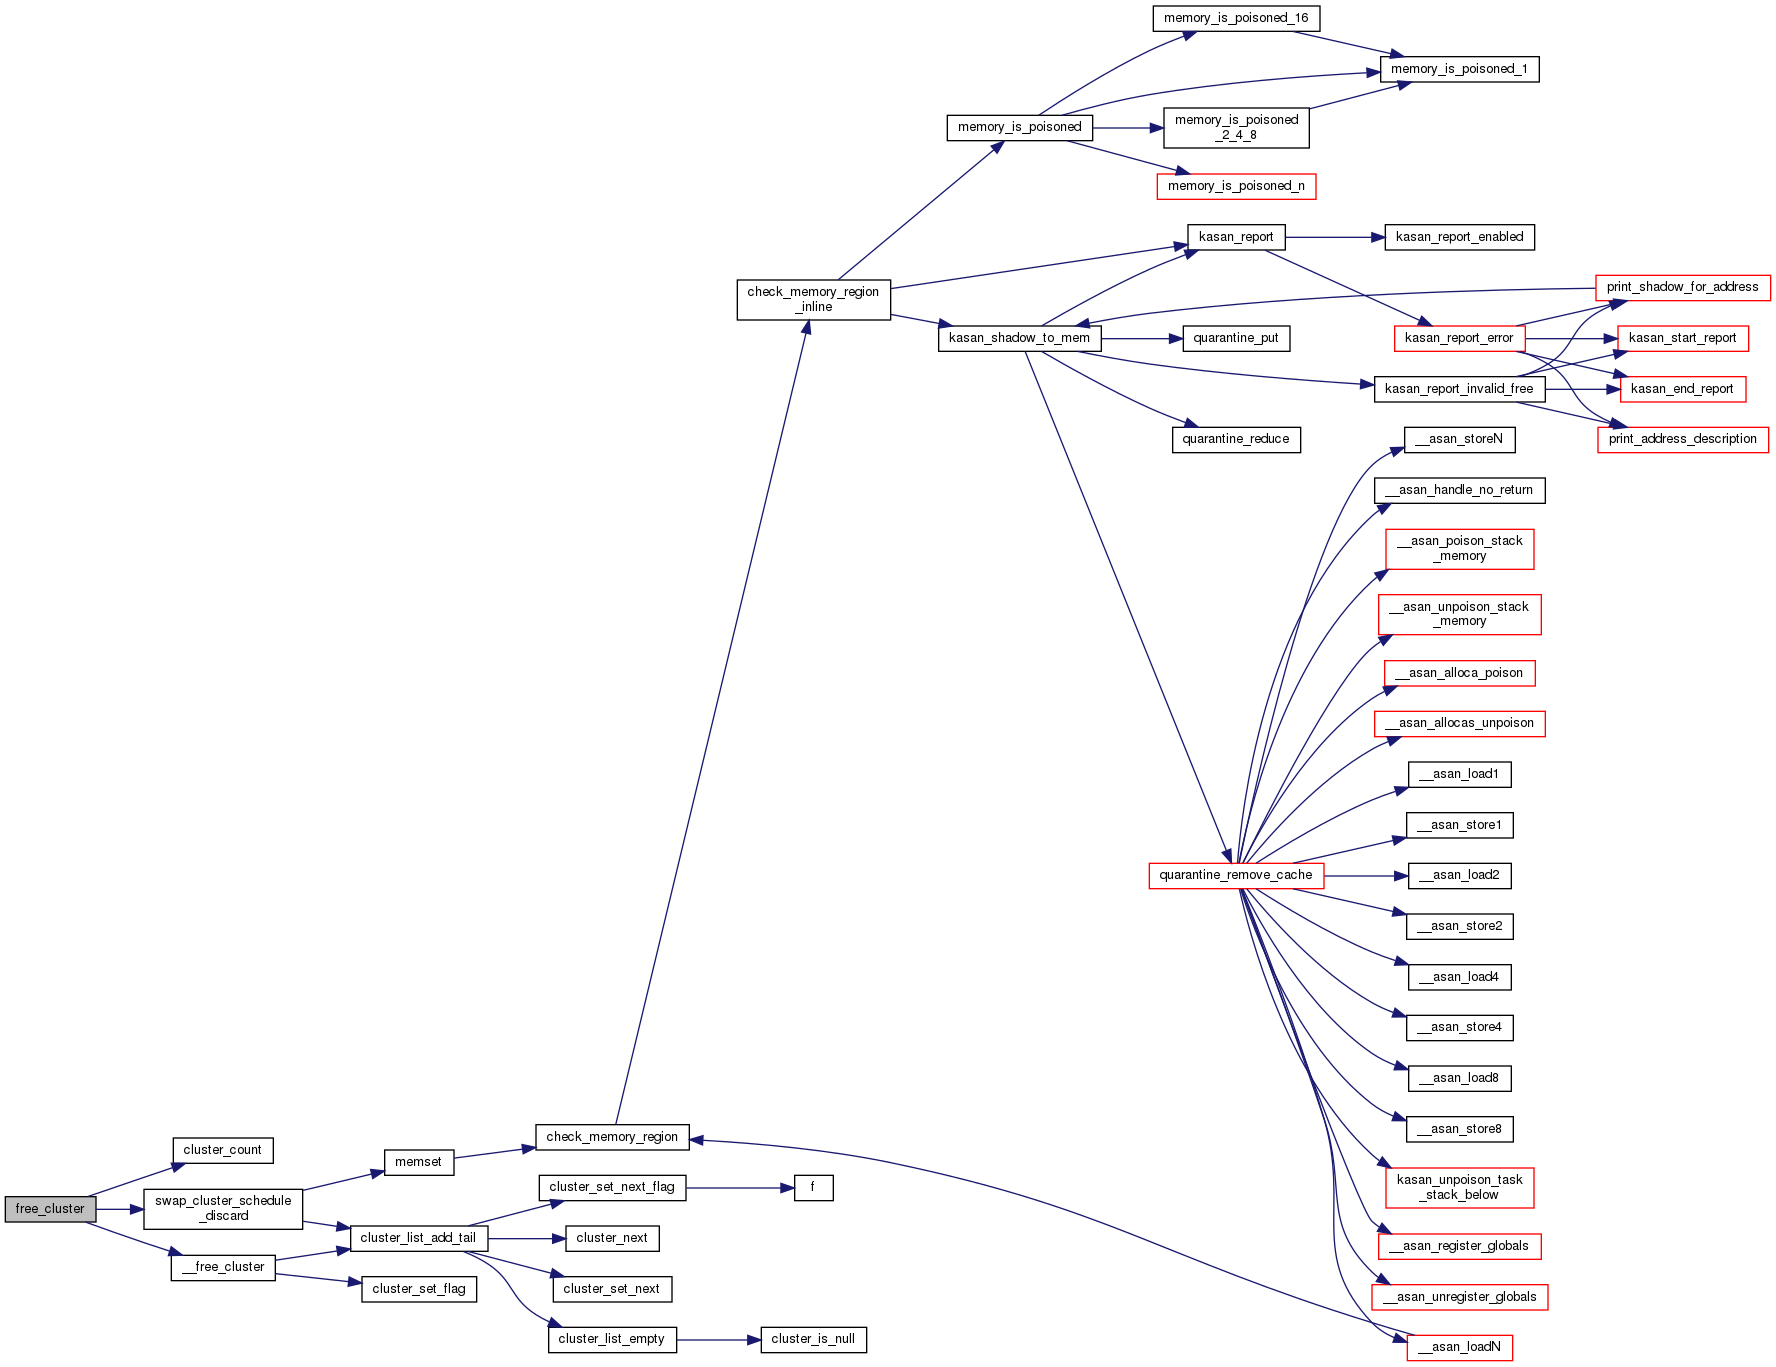 memory_is_poisoned_16
memory_is_poisoned_1
memory_is_poisoned
memory_is_poisoned
_2_4_8
memory_is_poisoned_n
kasan_report
kasan_report_enabled
check_memory_region
_inline
print_shadow_for_address
kasan_shadow_to_mem
quarantine_put
kasan_report_error
kasan_start_report
kasan_report_invalid_free
kasan_end_report
quarantine_reduce
print_address_description
__asan_storeN
__asan_handle_no_return
__asan_poison_stack
_memory
__asan_unpoison_stack
_memory
__asan_alloca_poison
__asan_allocas_unpoison
__asan_load1
__asan_store1
quarantine_remove_cache
__asan_load2
__asan_store2
__asan_load4
__asan_store4
__asan_load8
__asan_store8
check_memory_region
cluster_count
memset
kasan_unpoison_task
_stack_below
cluster_set_next_flag
f
free_cluster
swap_cluster_schedule
_discard
cluster_list_add_tail
cluster_next
__asan_register_globals
__free_cluster
cluster_set_flag
cluster_set_next
__asan_unregister_globals
cluster_list_empty
cluster_is_null
__asan_loadN